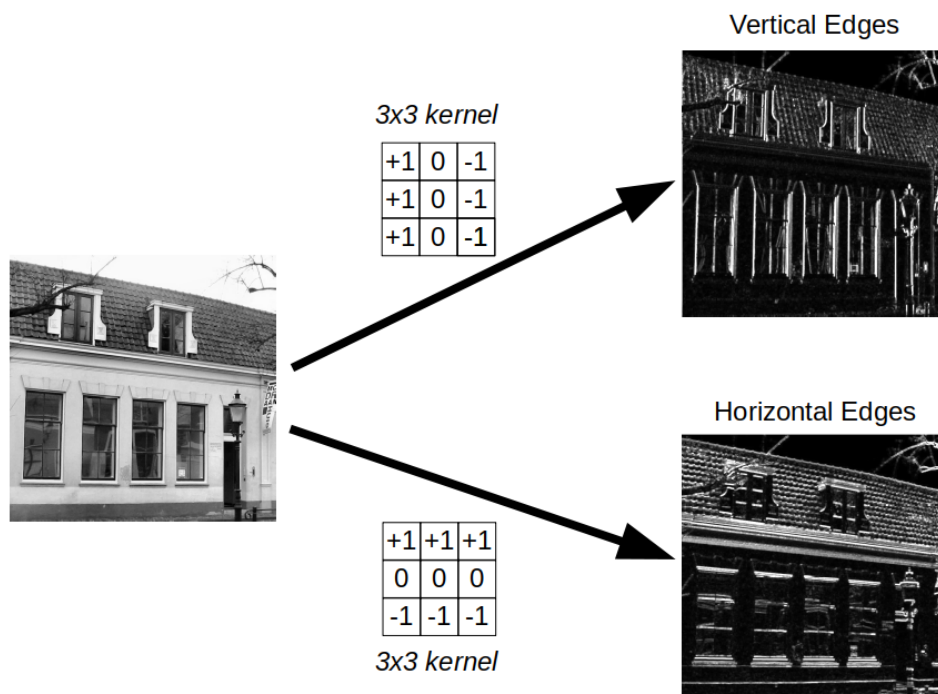 Vertical Edges
3x3 kernel
+1 0 -1
+1 0 -1
+1 0 -1
Horizontal Edges
+1 +1 +1
0 0 0
-1 -1 -1
3x3 kernel